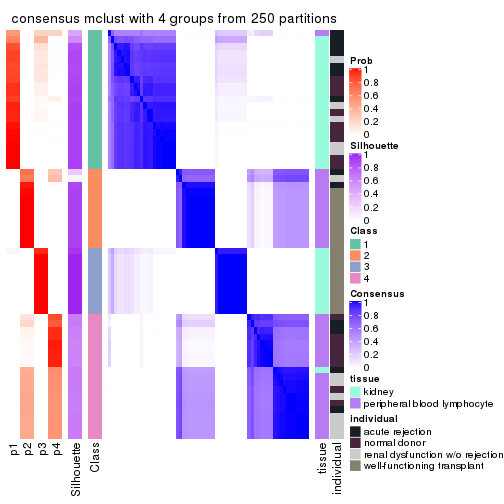 consensus mclust with 4 groups from 250 partitions
Prob
1
0.8
0.6
0.4
0.2
0
Silhouette
1
0.8
0.6
0.4
0.2
0
Class
1
2
3
4
Consensus
1
0.8
0.6
0.4
0.2
0
tissue
kidney
peripheral blood lymphocyte
individual
acute rejection
normal donor
renal dysfunction w/o rejection
well-functioning transplant
p1
p2
p3
p4
Silhouette
Class
tissue
individual